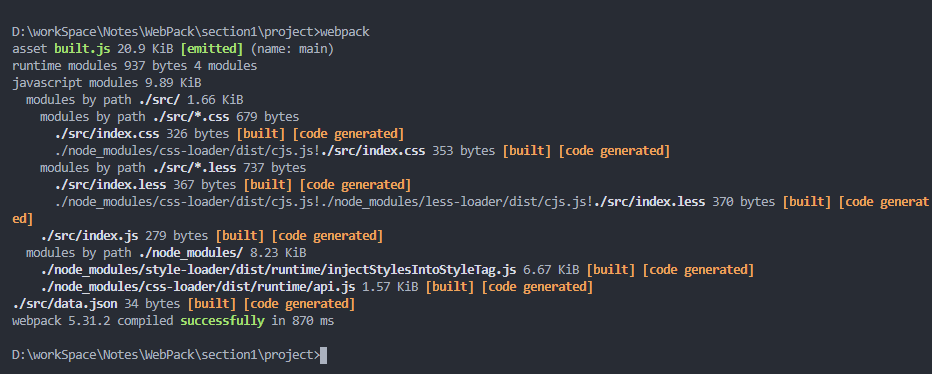 D:\workSpace\Notes\WebPack\section1\project>webpack
asset built.js 20.9 KiB [emitted] (name: main)
runtime modules 937 bytes 4 modules
javascript modules 9.89 KiB
  modules by path ./src/ 1.66 KiB
    modules by path ./src/*.css 679 bytes
      ./src/index.css 326 bytes [built] [code generated]
      ./node_modules/css-loader/dist/cjs.js!./src/index.css 353 bytes [built] [code generated]
    modules by path ./src/*.less 737 bytes
      ./src/index.less 367 bytes [built] [code generated]
      ./node_modules/css-loader/dist/cjs.js!./node_modules/less-loader/dist/cjs.js!./src/index.less 370 bytes [built] [code generat
ed]
    ./src/index.js 279 bytes [built] [code generated]
  modules by path ./node_modules/ 8.23 KiB
    ./node_modules/style-loader/dist/runtime/injectStylesIntoStyleTag.js 6.67 KiB [built] [code generated]
    ./node_modules/css-loader/dist/runtime/api.js 1.57 KiB [built] [code generated]
./src/data.json 34 bytes [built] [code generated]
webpack 5.31.2 compiled successfully in 870 ms
D:\workSpace\Notes\WebPack\section1\project>